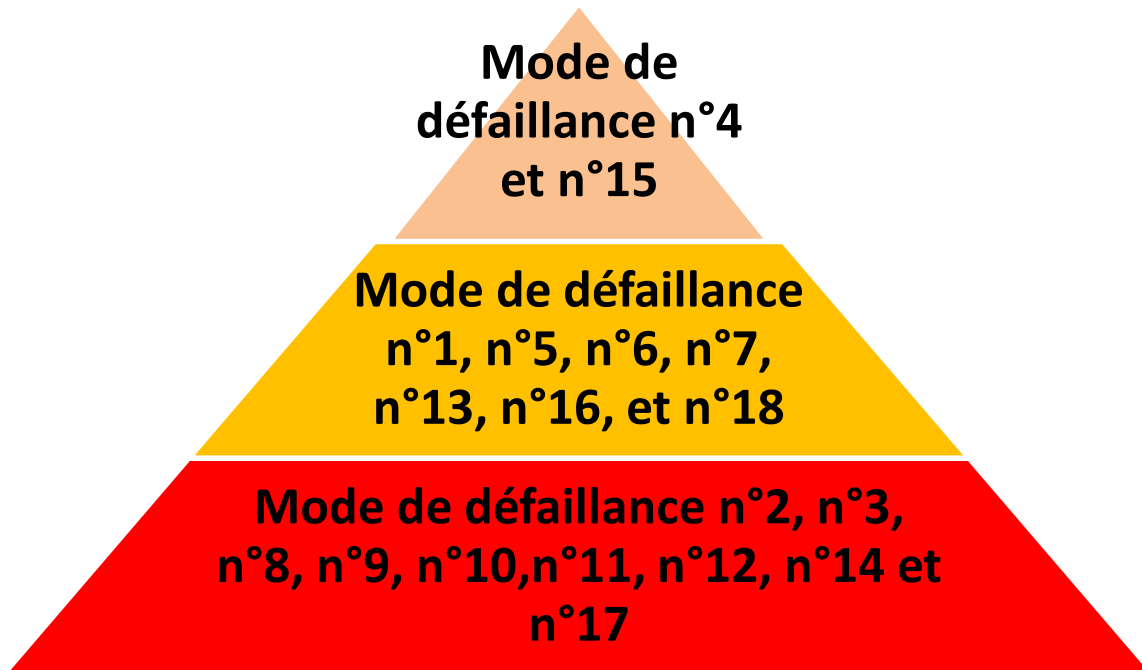 Mode de
défaillance n°4
et n°15
Mode de défaillance
n°1, n°5, n°6, n°7,
n°13, n°16, et n°18
Mode de défaillance n°2, n°3,
n°8, n°9, n°10,n°11, n°12, n°14 et
n°17